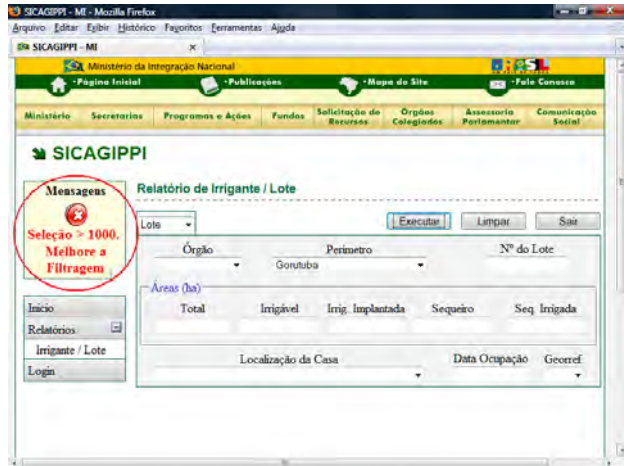 SICAGIPPI - MI - Mozilla Firefox
Arquivo Editar Exibir Histórico Favoritos Ferramentas Ajuda
SICAGIPPI - MI ×
Ministério da Integração Nacional
Página Inicial Publicações Mapa do Site Fale Conosco
Ministério Secretarias Programas e Ações Fundos Solicitação de Recursos Órgãos Colegiados Assessoria Parlamentar Comunicação Social
SICAGIPPI
Mensagens
Seleção > 1000.
Melhore a
Filtragem
Início
Relatórios
Irrigante / Lote
Login
Relatório de Irrigante / Lote
Lote Executar Limpar Sair
Órgão Perimetro Nº do Lote
Gorutuba
Áreas (ha)
Total Irrigável Irrig. Implantada Sequeiro Seq. Irrigada
Localização da Casa Data Ocupação Georref